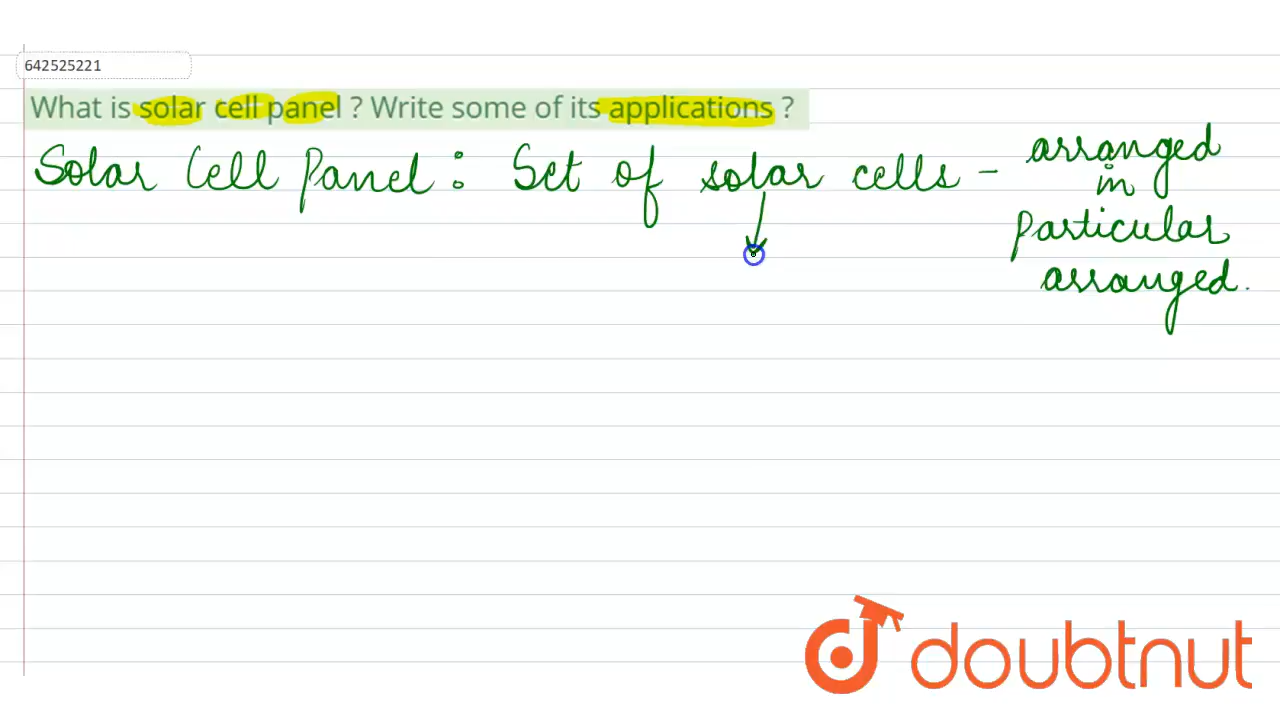 642525221
What is solar cell panel ? Write some of its applications ?
Solar Cell Panel : Set of solar cells - arranged
in
particular
arranged.
doubtnut